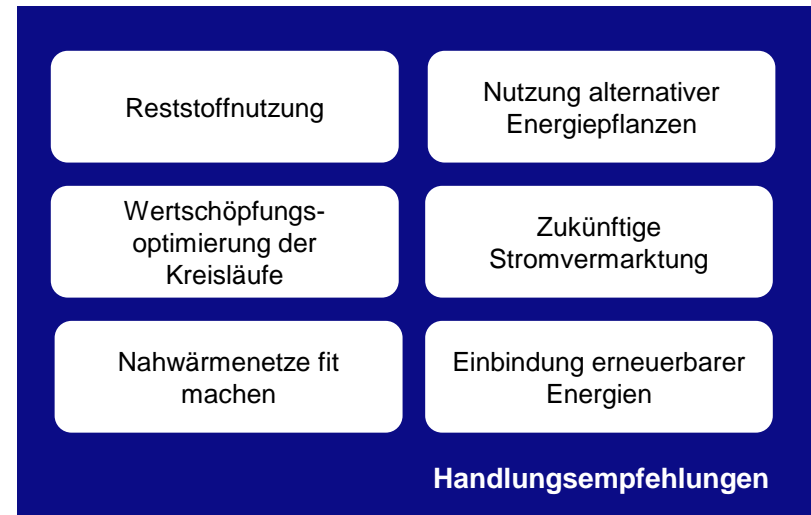 Reststoffnutzung
Nutzung alternativer
Energiepflanzen
Wertschöpfungs-
optimierung der
Kreisläufe
Zukünftige
Stromvermarktung
Nahwärmenetze fit
machen
Einbindung erneuerbarer
Energien
Handlungsempfehlungen